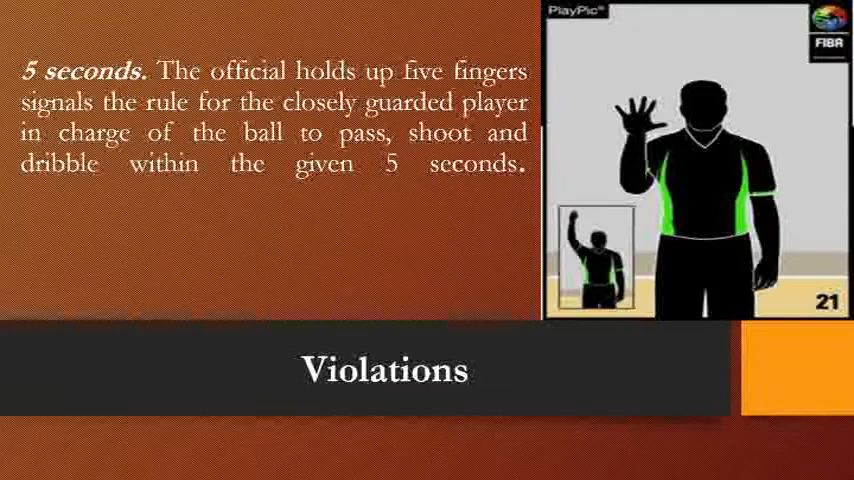 5 seconds. The official holds up five fingers
signals the rule for the closely guarded player
in charge of the ball to pass, shoot and
dribble within the given 5 seconds.
PlayPic®
FIBA
21
Violations